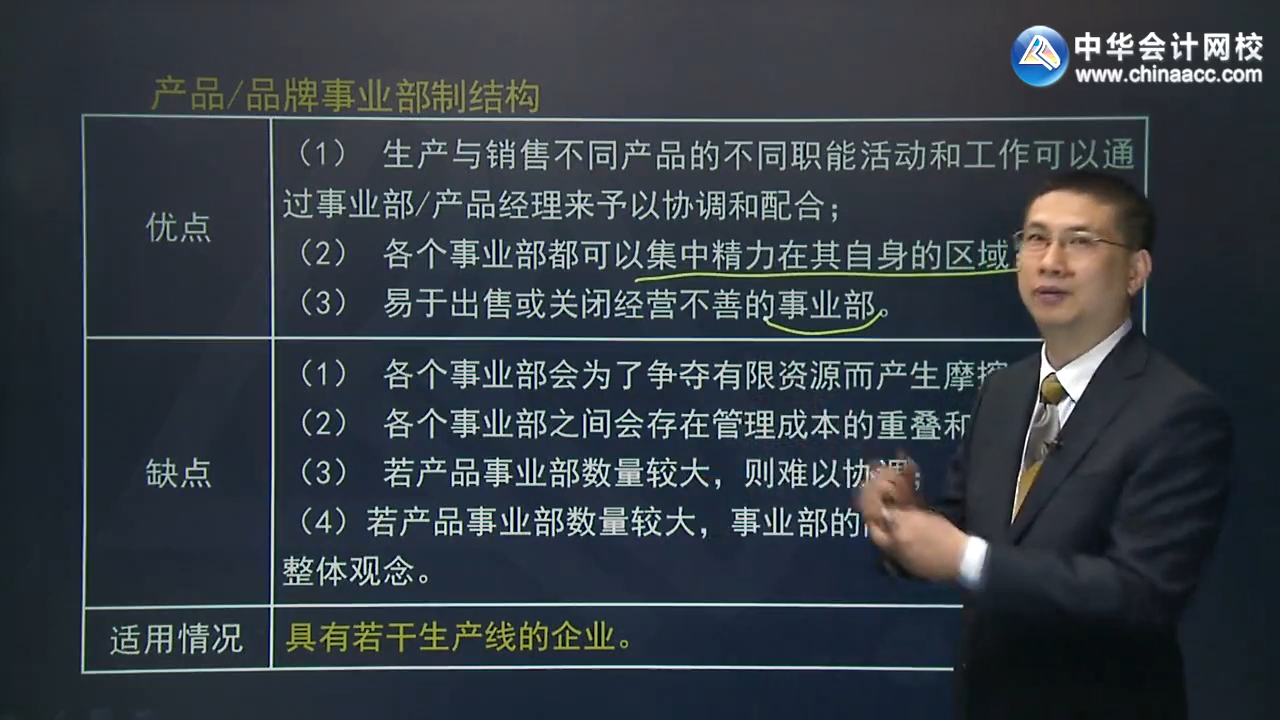 中华会计网校
www.chinaacc.com
产品/品牌事业部制结构
优点
（1） 生产与销售不同产品的不同职能活动和工作可以通
过事业部/产品经理来予以协调和配合；
（2） 各个事业部都可以集中精力在其自身的区域
（3） 易于出售或关闭经营不善的事业部。
缺点
（1） 各个事业部会为了争夺有限资源而产生摩擦
（2） 各个事业部之间会存在管理成本的重叠和
（3） 若产品事业部数量较大，则难以协调；
（4）若产品事业部数量较大，事业部的
整体观念。
适用情况
具有若干生产线的企业。